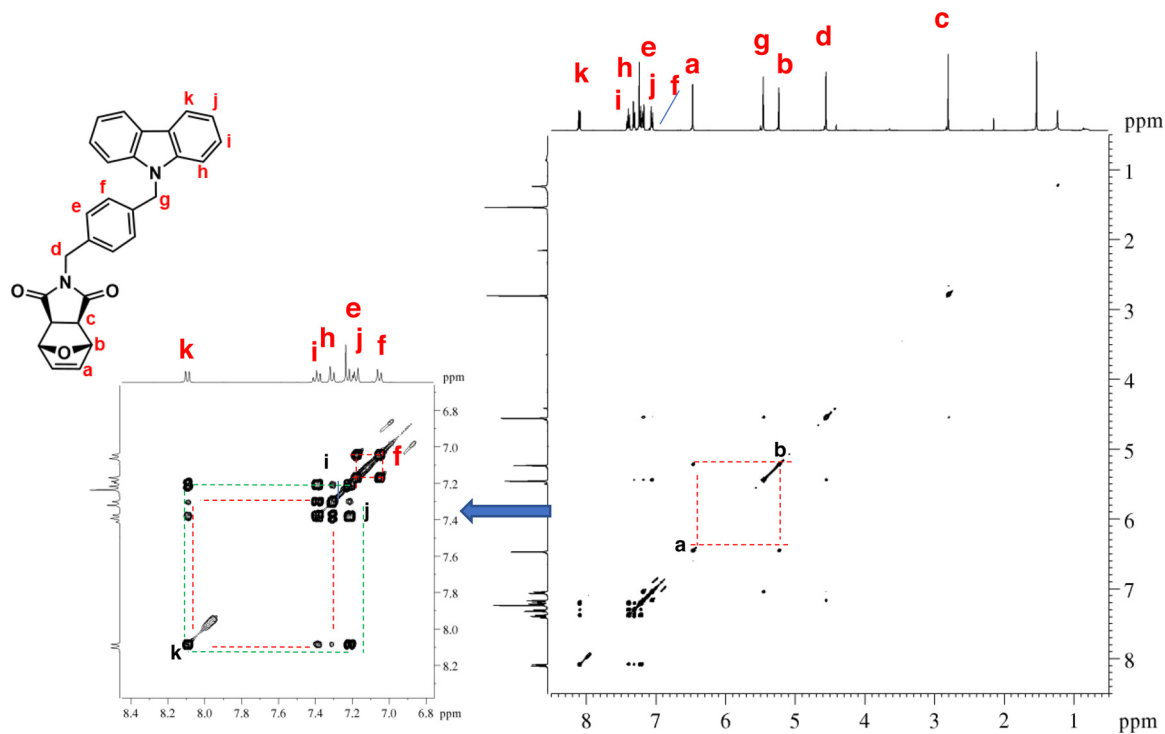 c
d
e
g
k
h
a
b
i
j
f
ppm
1
2
3
4
5
6
7
8
b
a
8 7 6 5 4 3 2 1 ppm
k
j
i
h
N
f
e
g
d
N
O O
c
O
b
a
e
h
k
i
j
f
ppm
6.8
7.0
7.2
7.4
7.6
7.8
8.0
8.2
i
f
j
k
8.4 8.2 8.0 7.8 7.6 7.4 7.2 7.0 6.8 ppm